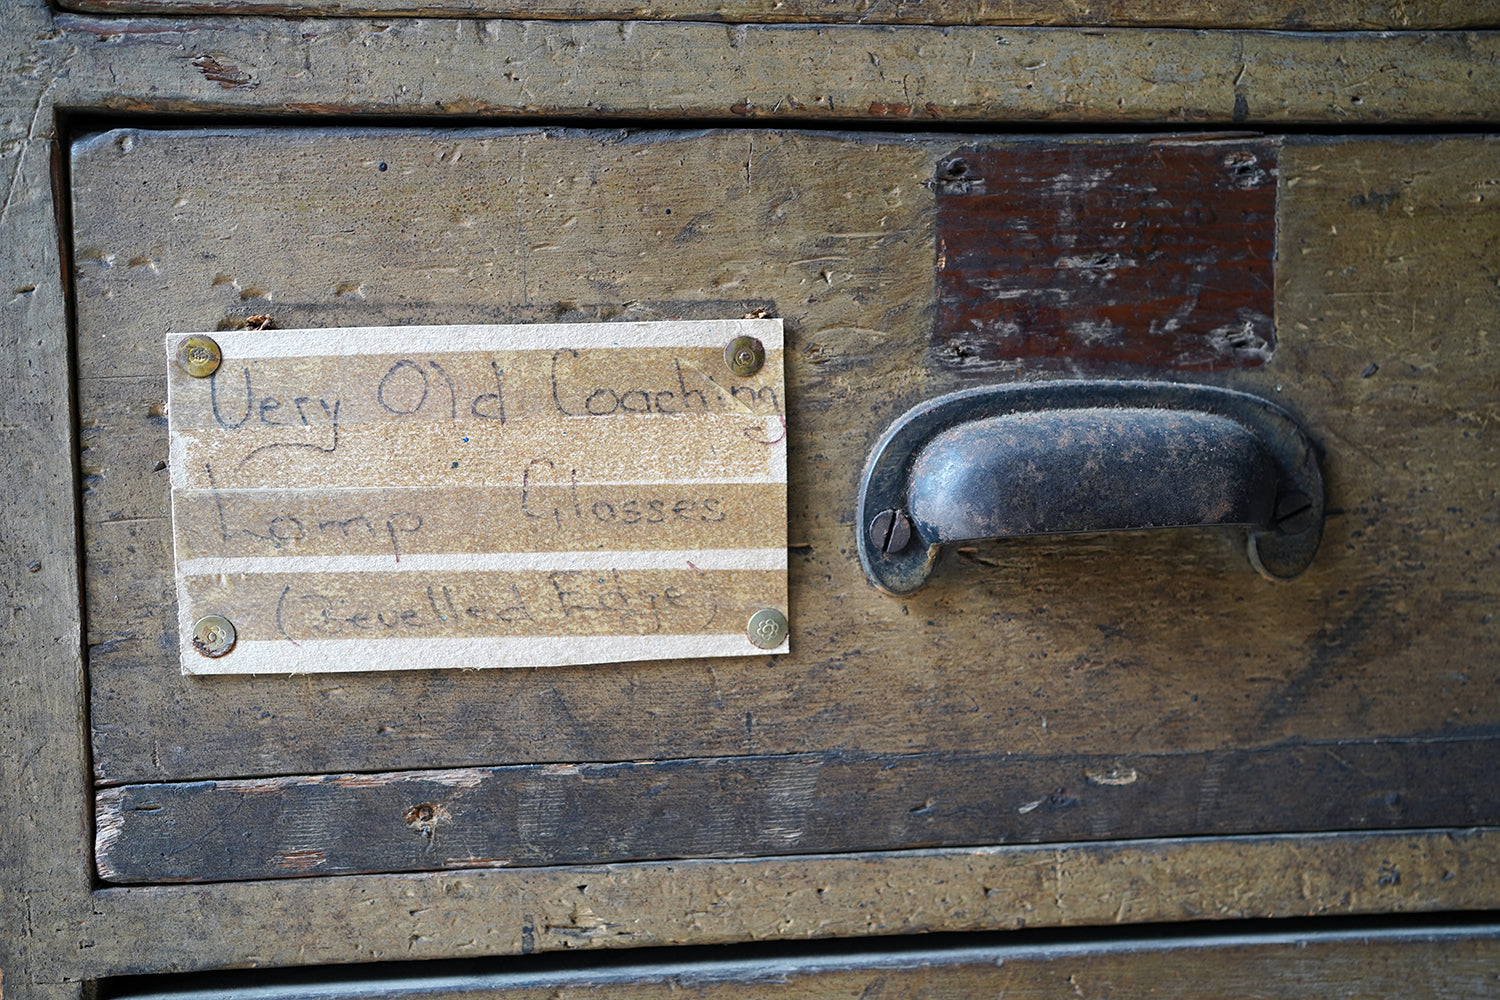 Very Old Coaching
Lamp Glasses
(Bevelled Edge)